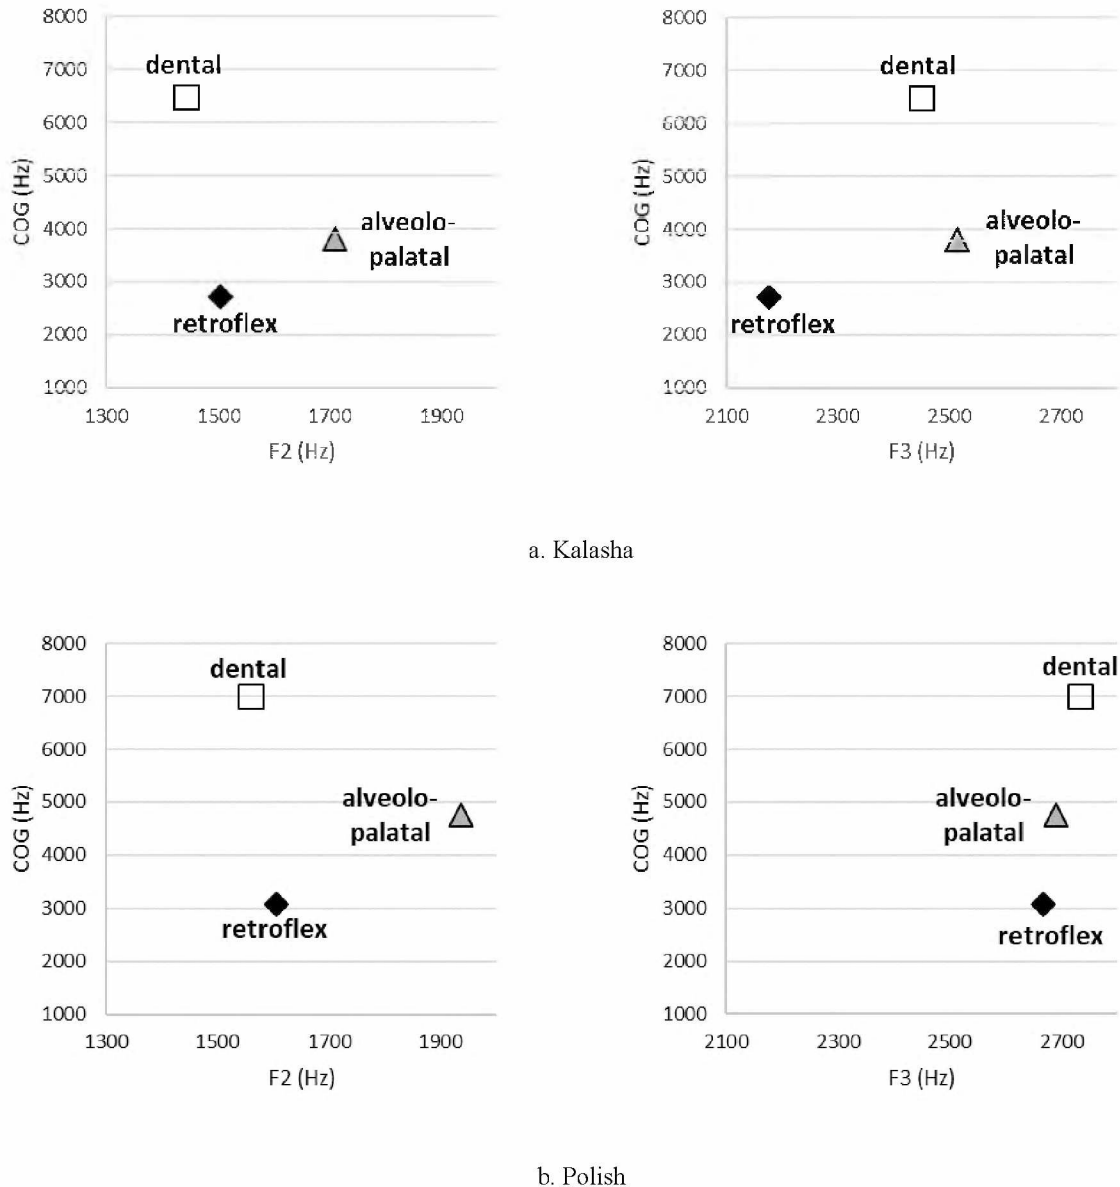 8000
7000
6000
5000
4000
3000
2000
1000
COG (Hz)
dental
alveolo-
palatal
retroflex
1300 1500 1700 1900
F2 (Hz)
8000
7000
6000
5000
4000
3000
2000
1000
COG (Hz)
dental
alveolo-
palatal
retroflex
2100 2300 2500 2700
F3 (Hz)
a. Kalasha
8000
7000
6000
5000
4000
3000
2000
1000
COG (Hz)
dental
alveolo-
palatal
retroflex
1300 1500 1700 1900
F2 (Hz)
8000
7000
6000
5000
4000
3000
2000
1000
COG (Hz)
dental
alveolo-
palatal
retroflex
2100 2300 2500 2700
F3 (Hz)
b. Polish